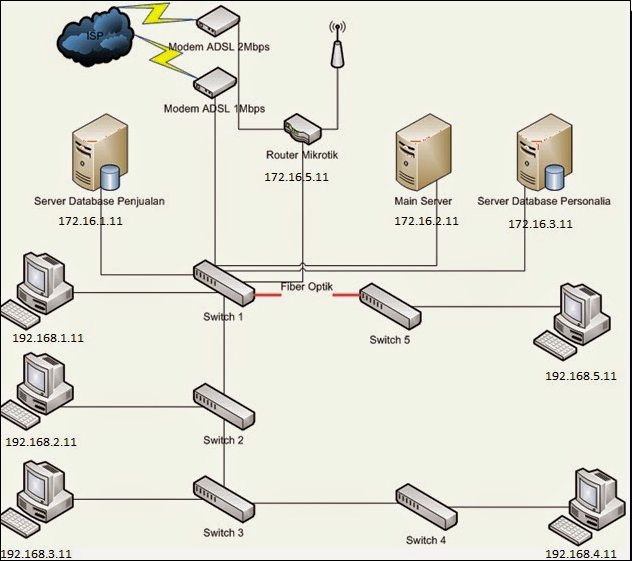 ISP
Modem ADSL 2Mbps
Modem ADSL 1Mbps
Router Mikrotik
172.16.5.11
Server Database Penjualan
172.16.1.11
Main Server
172.16.2.11
Server Database Personalia
172.16.3.11
Fiber Optik
Switch 1
192.168.1.11
Switch 5
192.168.5.11
Switch 2
192.168.2.11
Switch 3
192.168.3.11
Switch 4
192.168.4.11